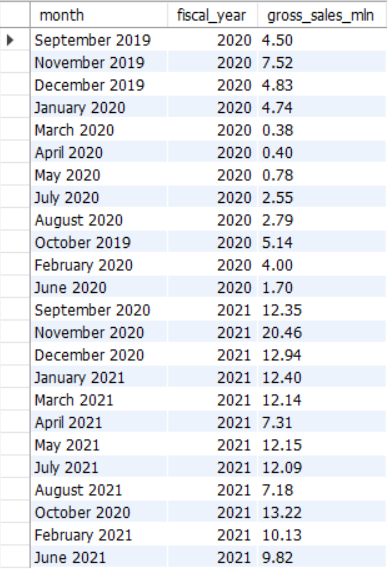 month fiscal_year gross_sales_mln
September 2019 2020 4.50
November 2019 2020 7.52
December 2019 2020 4.83
January 2020 2020 4.74
March 2020 2020 0.38
April 2020 2020 0.40
May 2020 2020 0.78
July 2020 2020 2.55
August 2020 2020 2.79
October 2019 2020 5.14
February 2020 2020 4.00
June 2020 2020 1.70
September 2020 2021 12.35
November 2020 2021 20.46
December 2020 2021 12.94
January 2021 2021 12.40
March 2021 2021 12.14
April 2021 2021 7.31
May 2021 2021 12.15
July 2021 2021 12.09
August 2021 2021 7.18
October 2020 2021 13.22
February 2021 2021 10.13
June 2021 2021 9.82